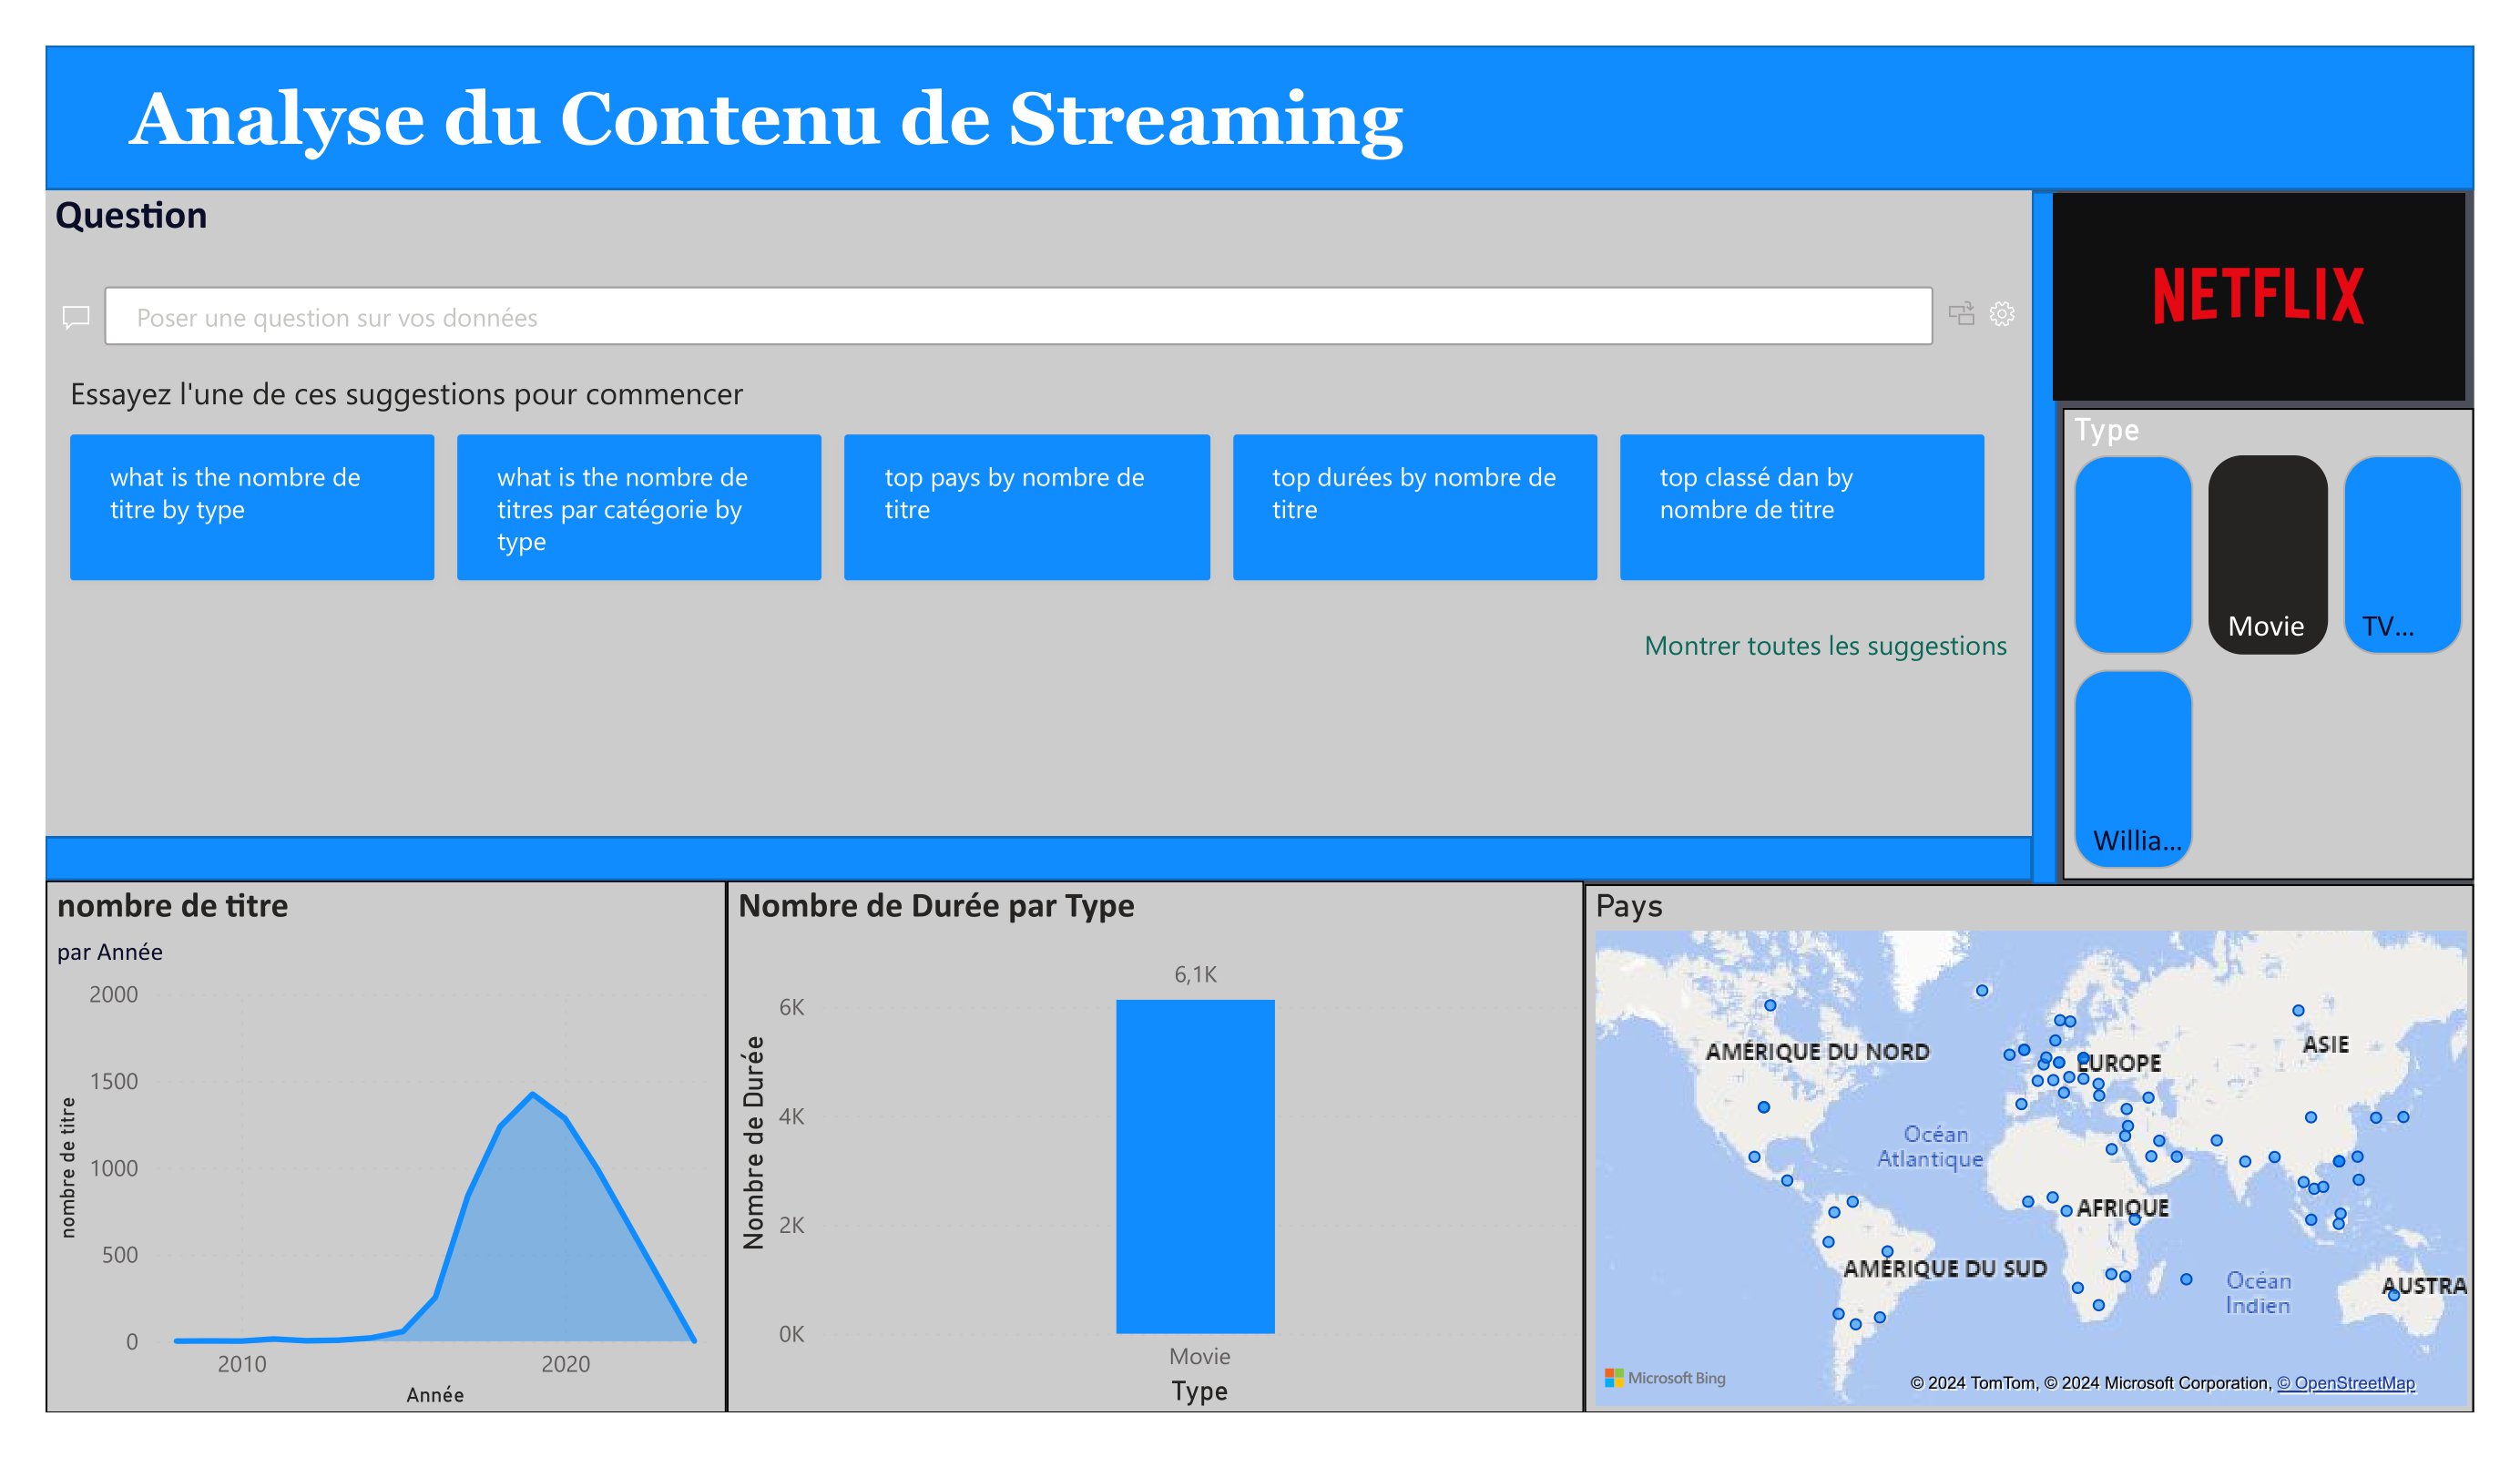 Analyse du Contenu de Streaming
Question
Poser une question sur vos données
Essayez l'une de ces suggestions pour commencer
what is the nombre de
titre by type
what is the nombre de
titres par catégorie by
type
top pays by nombre de
titre
top durées by nombre de
titre
top classé dan by
nombre de titre
Montrer toutes les suggestions
NETFLIX
Type
Movie
TV...
Willia...
nombre de titre
par Année
nombre de titre
2000
1500
1000
500
0
2010
2020
Année
Nombre de Durée par Type
Nombre de Durée
6,1K
6K
4K
2K
0K
Movie
Type
Pays
AMÉRIQUE DU NORD
EUROPE
ASIE
Océan
Atlantique
AFRIQUE
AMÉRIQUE DU SUD
Océan
Indien
AUSTRA
Microsoft Bing
© 2024 TomTom, © 2024 Microsoft Corporation, © OpenStreetMap